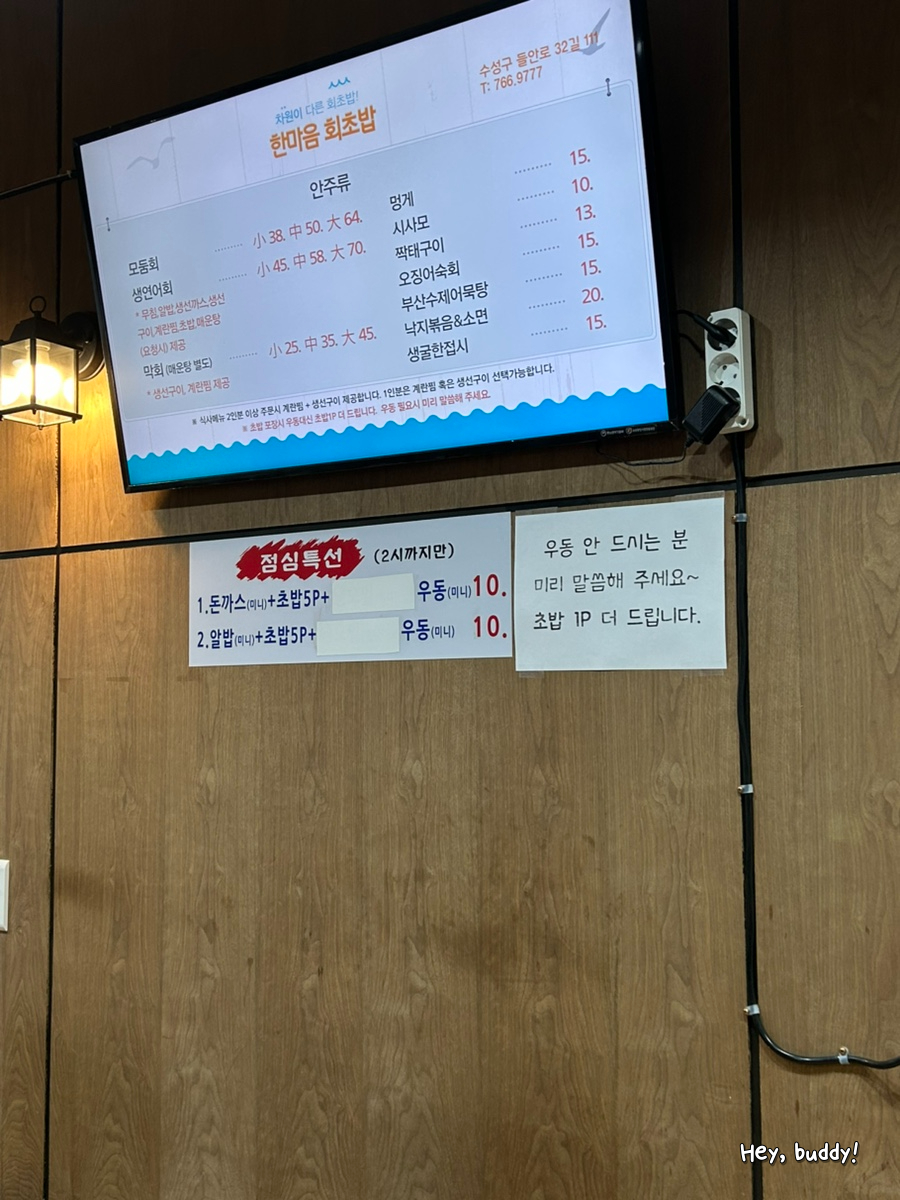 차원이 다른 회초밥!
한마음 회초밥
수성구 들안로 32길 111
T: 766.9777
안주류
모둠회 ········ 小 38. 中 50. 大 64.
생연어회 ········ 小 45. 中 58. 大 70.
* 무침,알밥,생선까스,생선
구이,계란찜,초밥,매운탕
(요청시) 제공
막회 (매운탕 별도) ········ 小 25. 中 35. 大 45.
* 생선구이, 계란찜 제공
멍게 ········ 15.
시사모 ········ 10.
짝태구이 ········ 13.
오징어숙회 ········ 15.
부산수제어묵탕 ········ 15.
낙지볶음&소면 ········ 20.
생굴한접시 ········ 15.
※ 식사메뉴 2인분 이상 주문시 계란찜 + 생선구이 제공합니다. 1인분은 계란찜 혹은 생선구이 선택가능합니다.
※ 초밥 포장시 우동대신 초밥1P 더 드립니다. 우동 필요시 미리 말씀해 주세요.
점심특선 (2시까지만)
1.돈까스(미니)+초밥5P+ 우동(미니) 10.
2.알밥(미니)+초밥5P+ 우동(미니) 10.
우동 안 드시는 분
미리 말씀해 주세요~
초밥 1P 더 드립니다.
Hey, buddy!